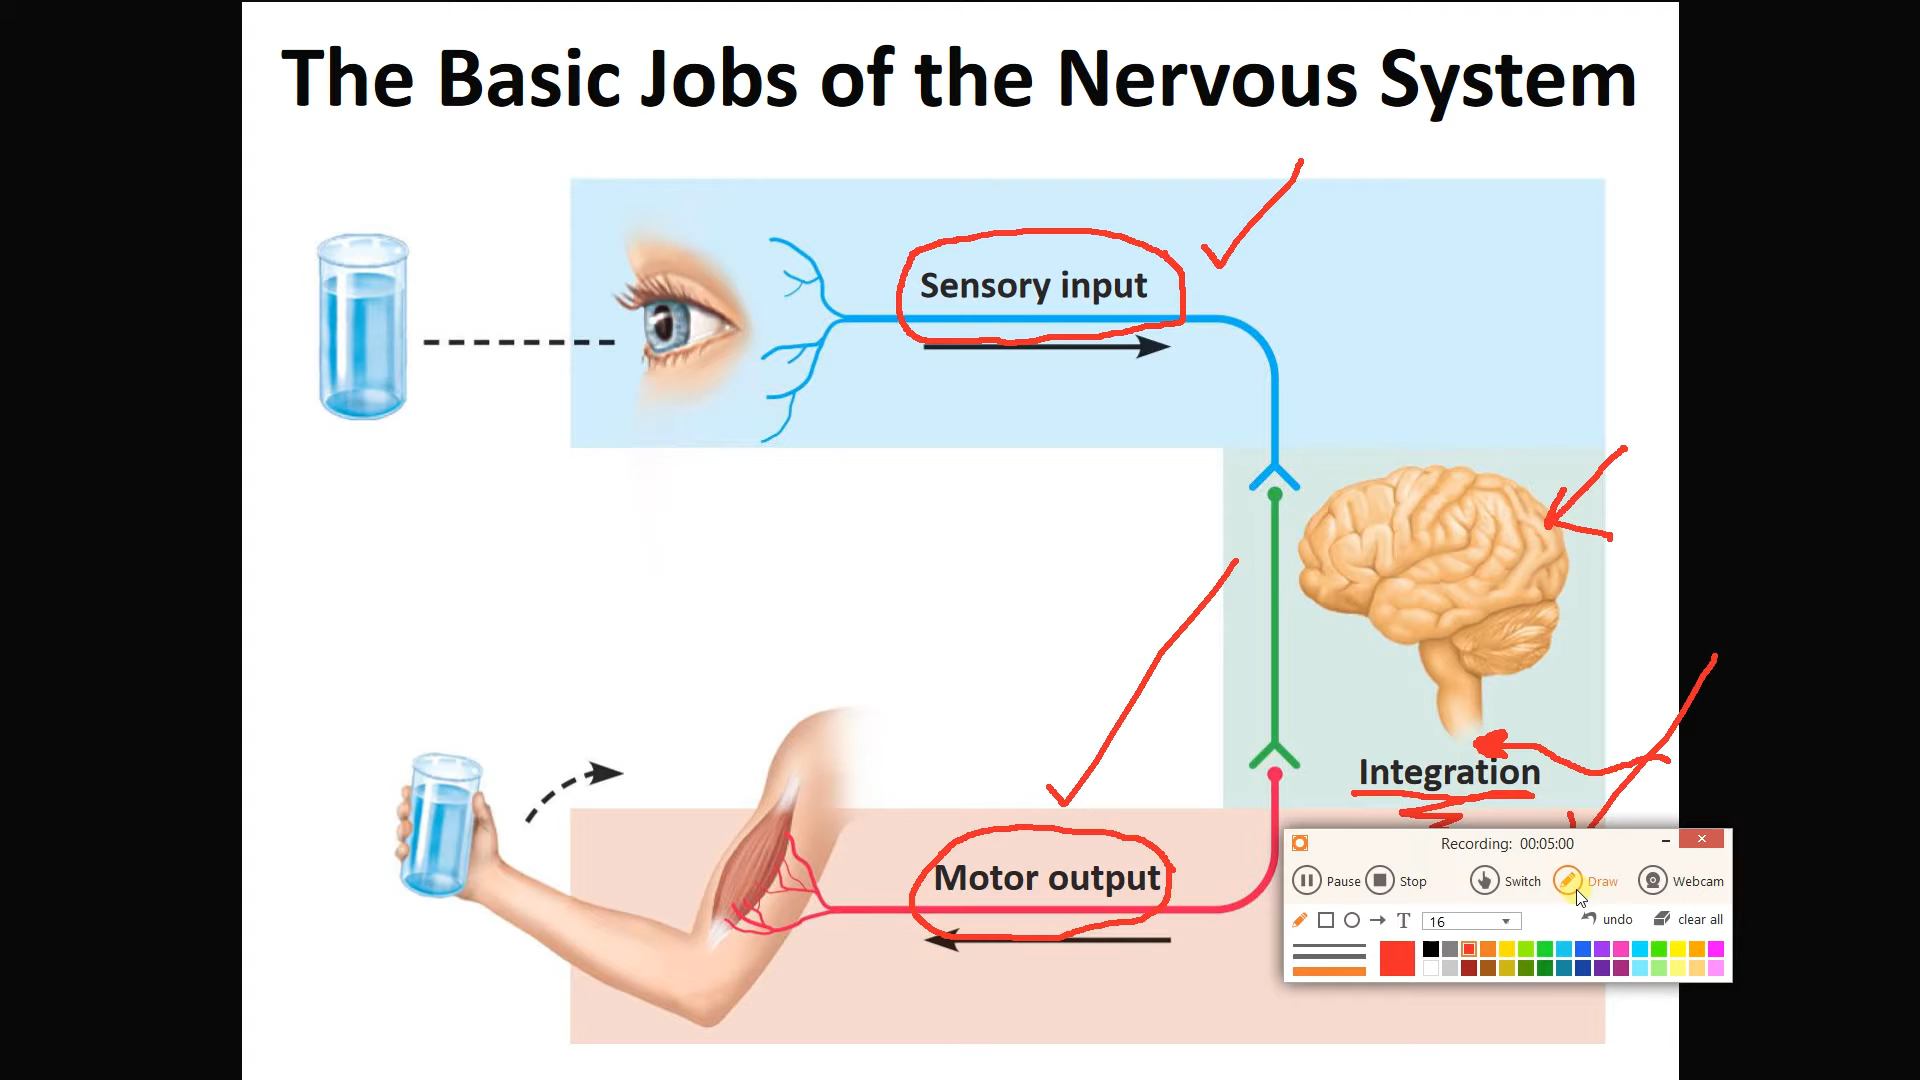 The Basic Jobs of the Nervous System
Sensory input
Integration
Motor output
Recording: 00:05:00
Pause Stop Switch Draw Webcam
T 16 undo clear all